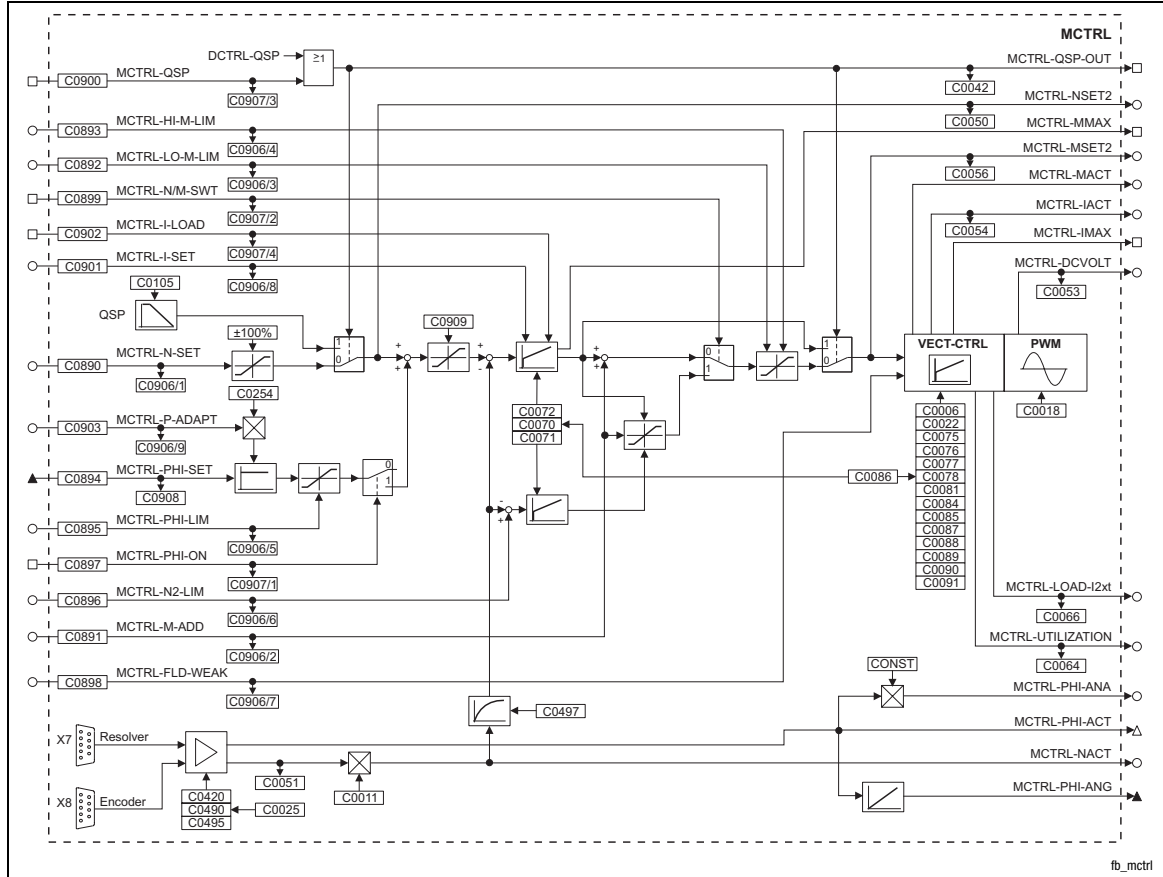 MCTRL
DCTRL-QSP
≥1
MCTRL-QSP
C0900
C0907/3
MCTRL-QSP-OUT
C0042
MCTRL-NSET2
C0050
MCTRL-HI-M-LIM
C0893
C0906/4
MCTRL-MMAX
MCTRL-LO-M-LIM
C0892
C0906/3
MCTRL-MSET2
C0056
MCTRL-N/M-SWT
C0899
C0907/2
MCTRL-MACT
MCTRL-I-LOAD
C0902
C0907/4
MCTRL-IACT
C0054
MCTRL-I-SET
C0901
C0906/8
MCTRL-IMAX
MCTRL-DCVOLT
C0053
C0105
QSP
±100%
C0909
1
0
0
1
1
0
VECT-CTRL
PWM
MCTRL-N-SET
C0890
C0906/1
C0254
MCTRL-P-ADAPT
C0903
C0906/9
C0072
C0070
C0071
C0018
C0006
C0022
C0075
C0076
C0077
C0078
C0081
C0084
C0085
C0087
C0088
C0089
C0090
C0091
C0086
+
+
+
-
+
+
-
+
MCTRL-PHI-SET
C0894
C0908
0
1
MCTRL-PHI-LIM
C0895
C0906/5
MCTRL-PHI-ON
C0897
C0907/1
MCTRL-N2-LIM
C0896
C0906/6
MCTRL-LOAD-I2xt
C0066
MCTRL-M-ADD
C0891
C0906/2
MCTRL-UTILIZATION
C0064
MCTRL-FLD-WEAK
C0898
C0906/7
CONST
MCTRL-PHI-ANA
C0497
X7
Resolver
MCTRL-PHI-ACT
C0051
C0011
MCTRL-NACT
X8
Encoder
C0420
C0490
C0495
C0025
MCTRL-PHI-ANG
fb_mctrl